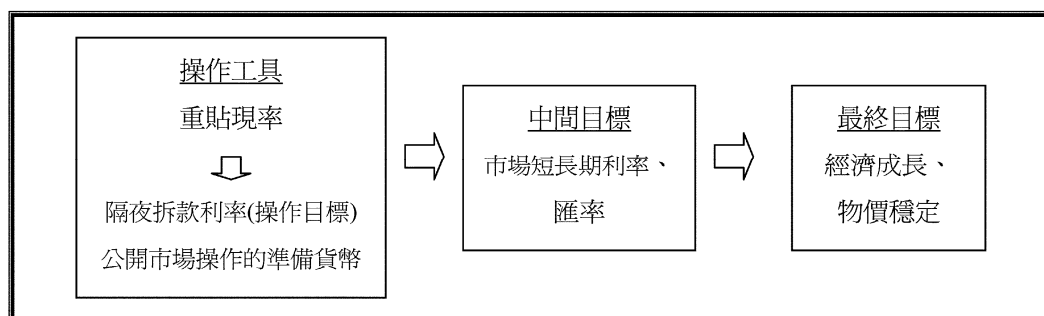 操作工具
重貼現率
隔夜拆款利率(操作目標)
公開市場操作的準備貨幣
中間目標
市場短長期利率、
匯率
最終目標
經濟成長、
物價穩定